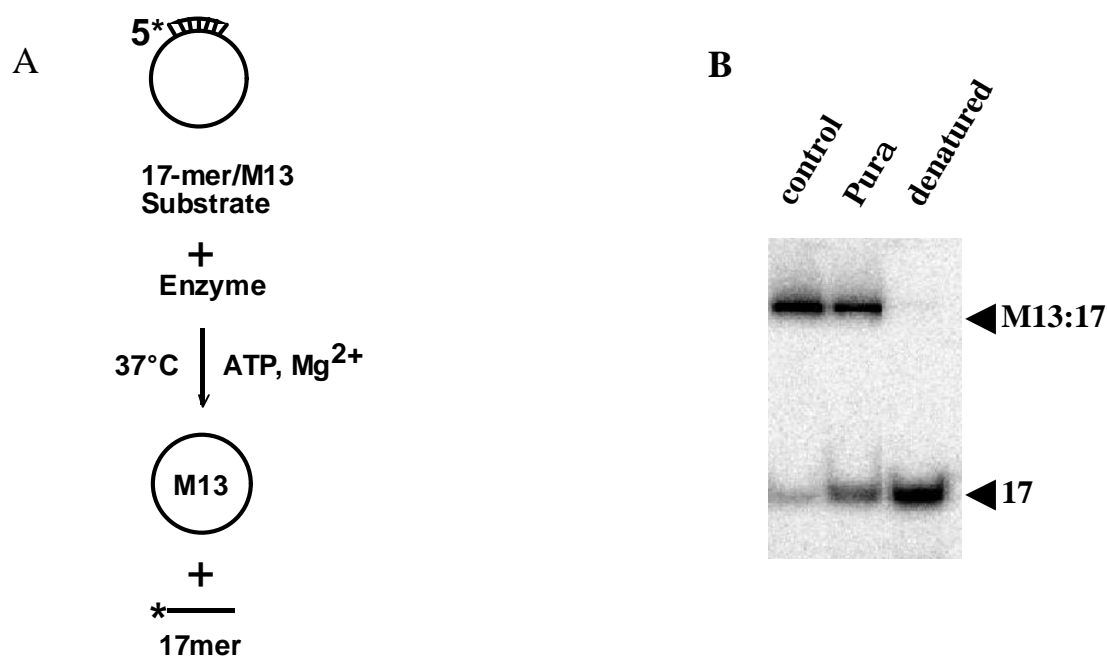 A
5*
17-mer/M13
Substrate
+
Enzyme
37°C ATP, Mg2+
M13
+
*
17mer
B
control
Pura
denatured
M13:17
17